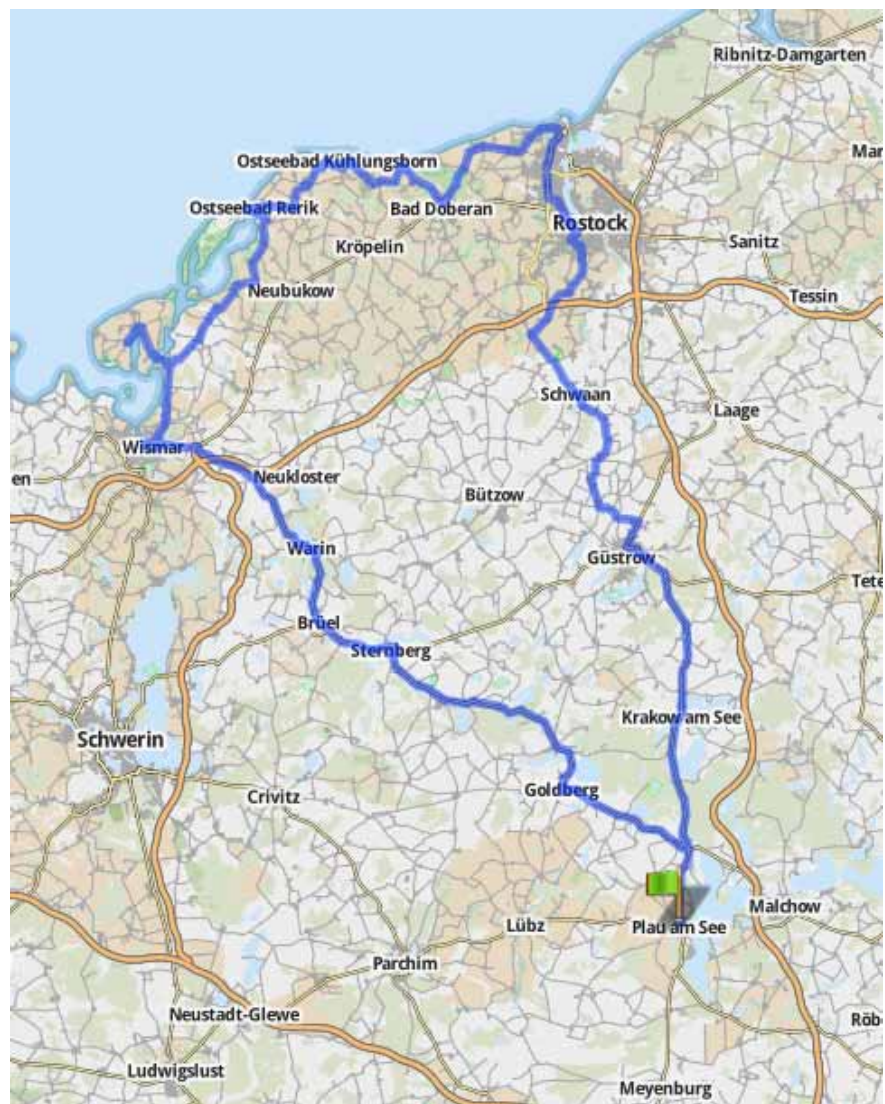 Ribnitz-Damgarten
Mar
Ostseebad Kühlungsborn
Ostseebad Rerik
Bad Doberan
Rostock
Sanitz
Kröpelin
Neubukow
Tessin
Schwaan
Laage
Wismar
en
Neukloster
Bützow
Warin
Güstrow
Tete
Brüel
Sternberg
Krakow am See
Schwerin
Goldberg
Crivitz
Malchow
Lübz
Plau am See
Parchim
Neustadt-Glewe
Röb
Ludwigslust
Meyenburg